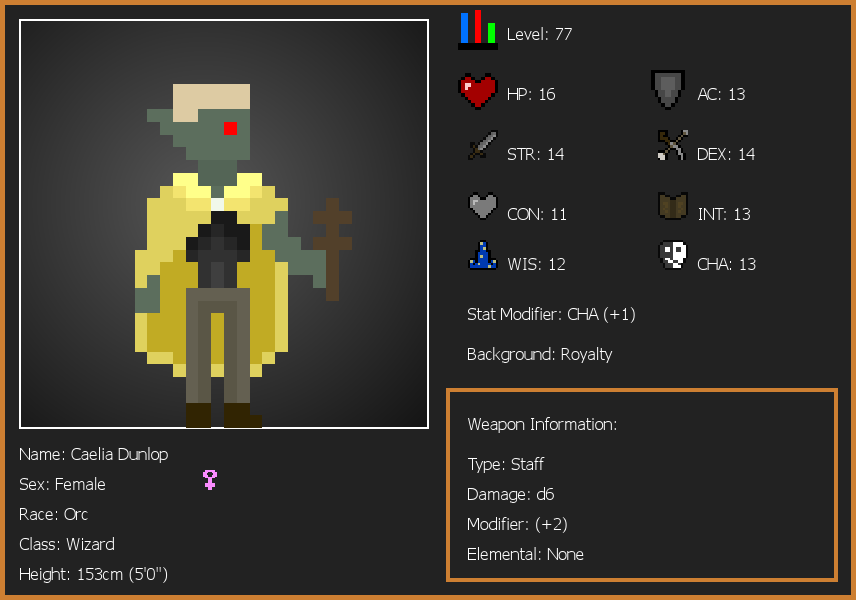 Level: 77
HP: 16
AC: 13
STR: 14
DEX: 14
CON: 11
INT: 13
WIS: 12
CHA: 13
Stat Modifier: CHA (+1)
Background: Royalty
Weapon Information:
Type: Staff
Damage: d6
Modifier: (+2)
Elemental: None
Name: Caelia Dunlop
Sex: Female
Race: Orc
Class: Wizard
Height: 153cm (5'0")